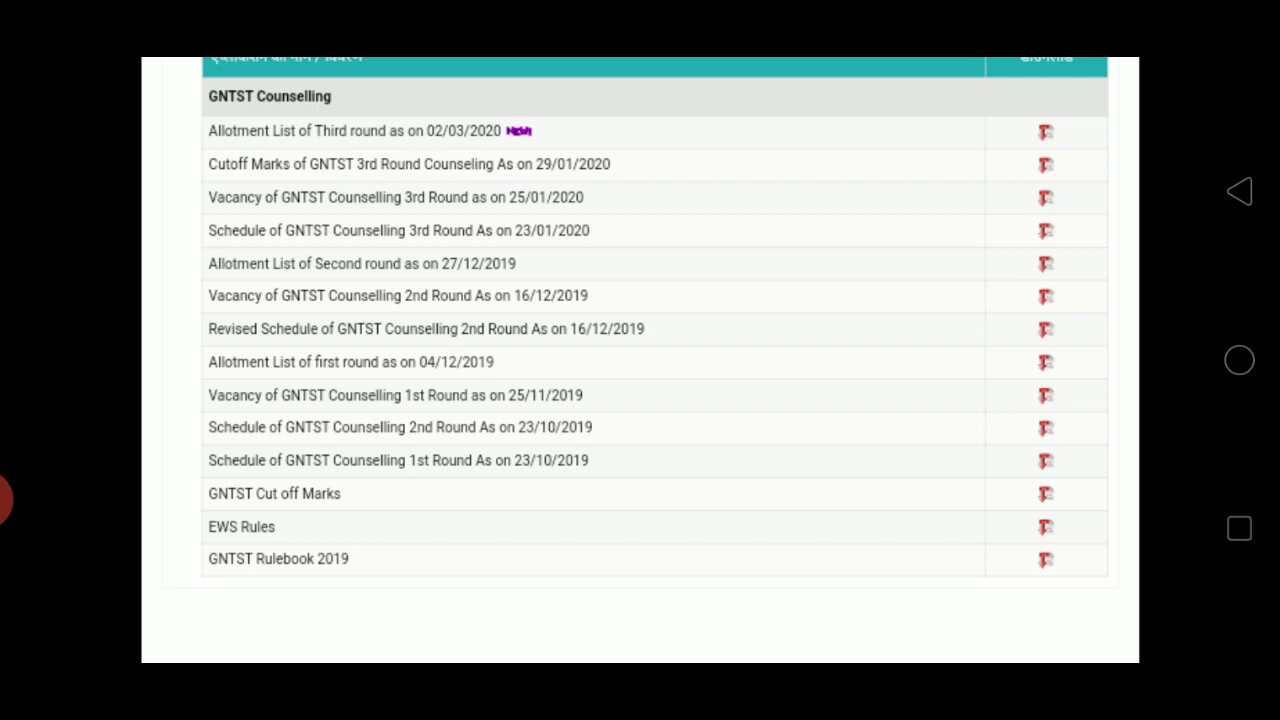 GNTST Counselling
Allotment List of Third round as on 02/03/2020 NEW!
Cutoff Marks of GNTST 3rd Round Counseling As on 29/01/2020
Vacancy of GNTST Counselling 3rd Round as on 25/01/2020
Schedule of GNTST Counselling 3rd Round As on 23/01/2020
Allotment List of Second round as on 27/12/2019
Vacancy of GNTST Counselling 2nd Round As on 16/12/2019
Revised Schedule of GNTST Counselling 2nd Round As on 16/12/2019
Allotment List of first round as on 04/12/2019
Vacancy of GNTST Counselling 1st Round as on 25/11/2019
Schedule of GNTST Counselling 2nd Round As on 23/10/2019
Schedule of GNTST Counselling 1st Round As on 23/10/2019
GNTST Cut off Marks
EWS Rules
GNTST Rulebook 2019